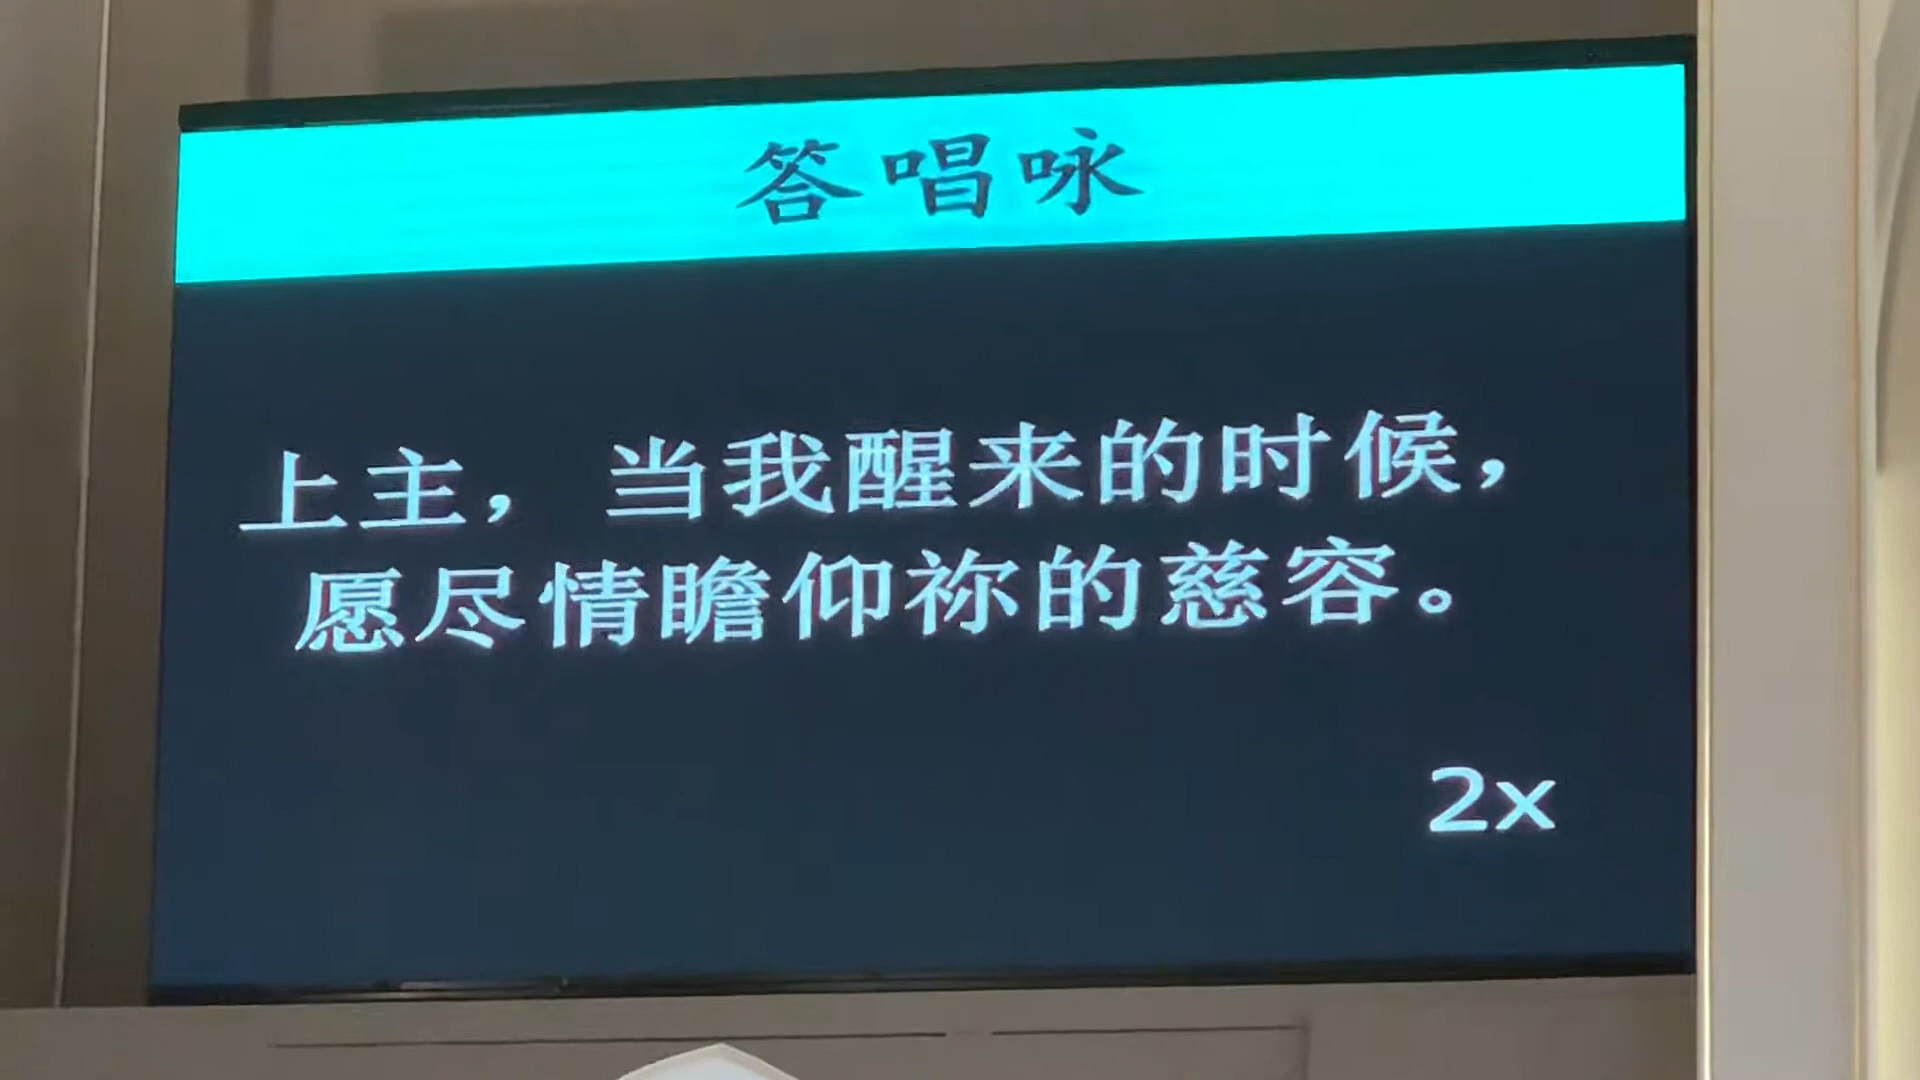 答唱咏
上主，当我醒来的时候，
愿尽情瞻仰祢的慈容。
2x